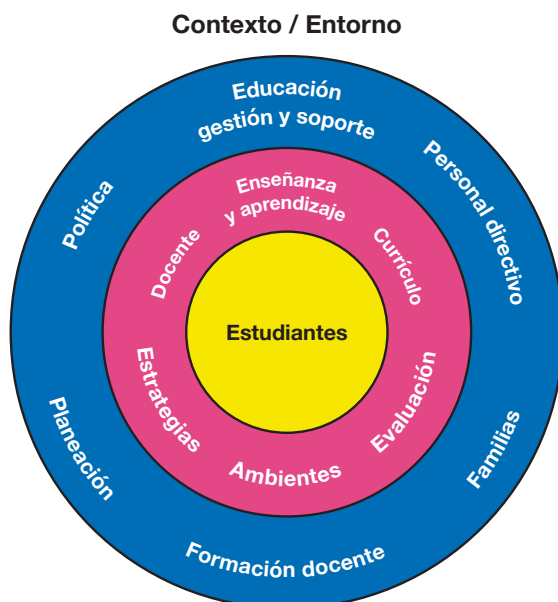 Contexto / Entorno
Educación
gestión y soporte
Personal directivo
Familias
Formación docente
Planeación
Política
Enseñanza
y aprendizaje
Currículo
Evaluación
Ambientes
Estrategias
Docente
Estudiantes